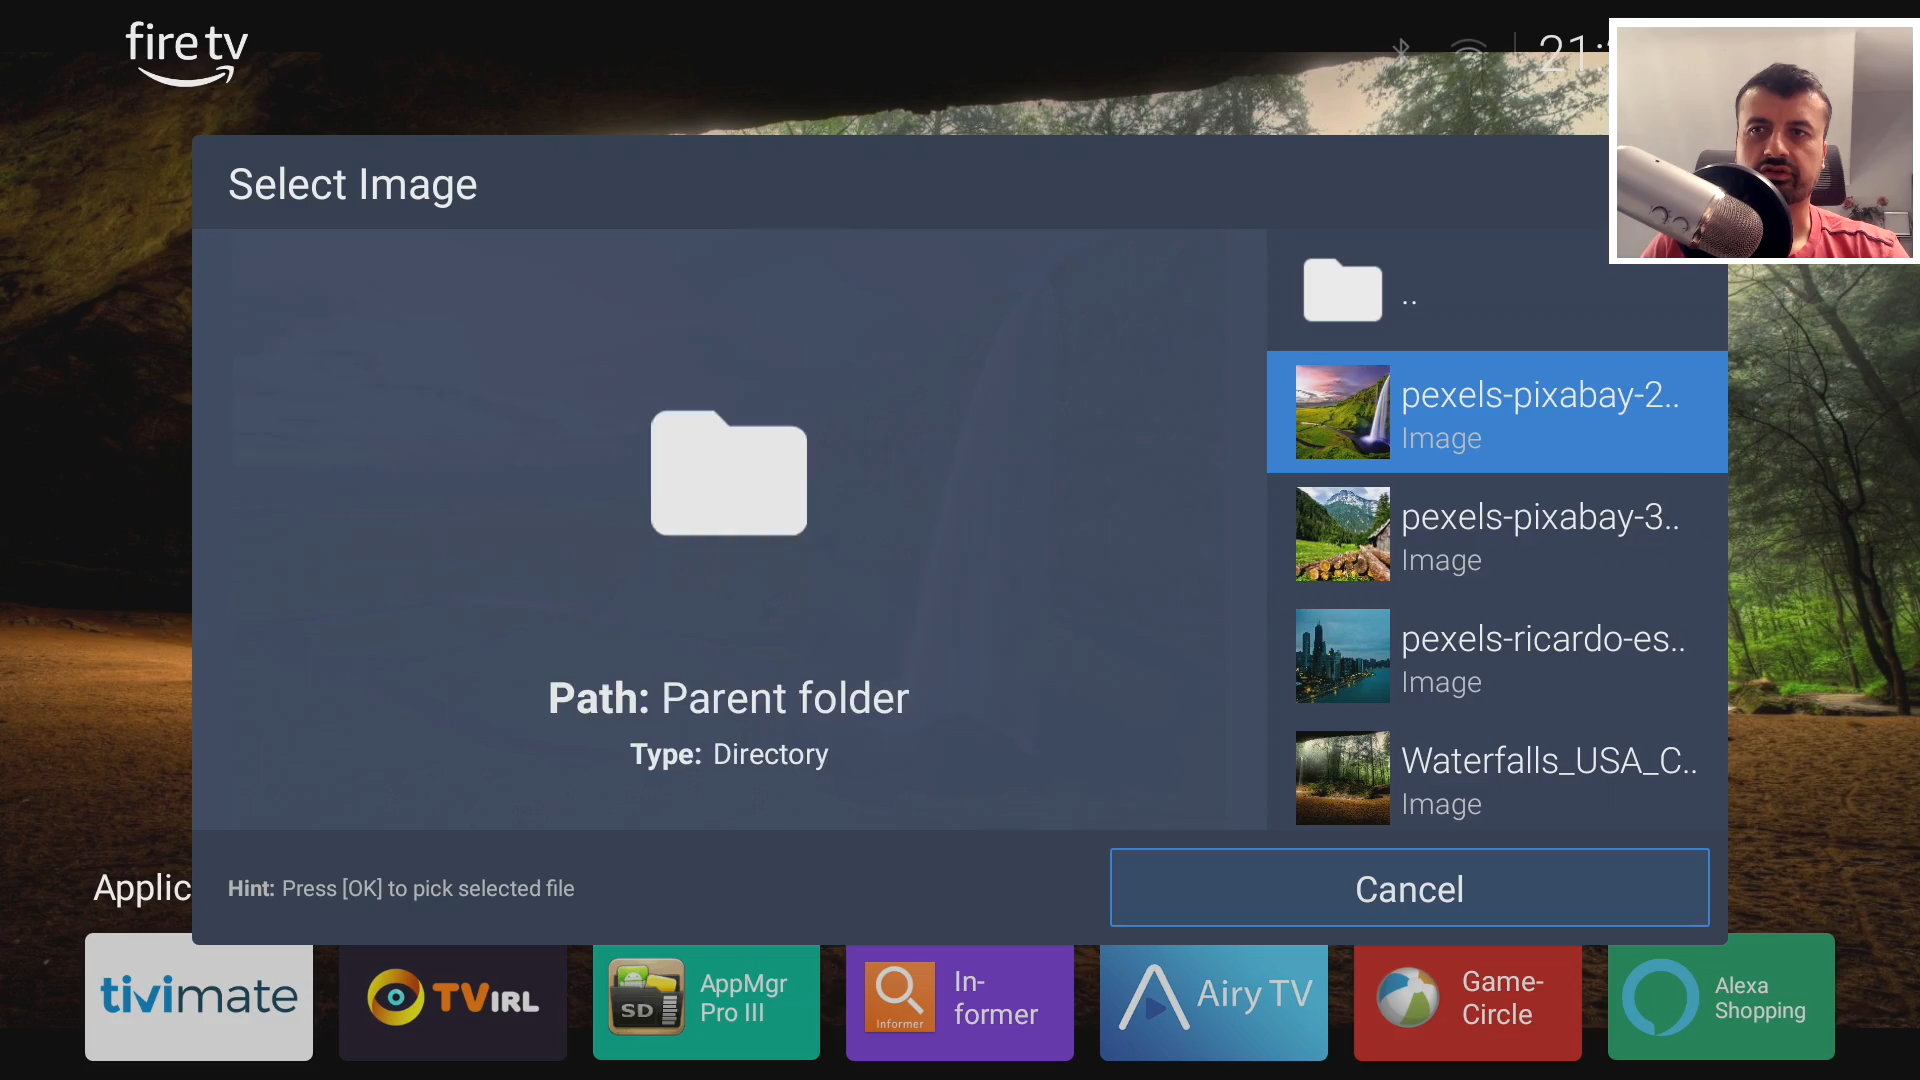 fire tv
21:
Select Image
..
pexels-pixabay-2..
Image
pexels-pixabay-3..
Image
pexels-ricardo-es..
Image
Waterfalls_USA_C..
Image
Path: Parent folder
Type: Directory
Hint: Press [OK] to pick selected file
Cancel
Applic
tivimate
TVIRL
SD
AppMgr
Pro III
Informer
In-
former
Airy TV
Game-
Circle
Alexa
Shopping